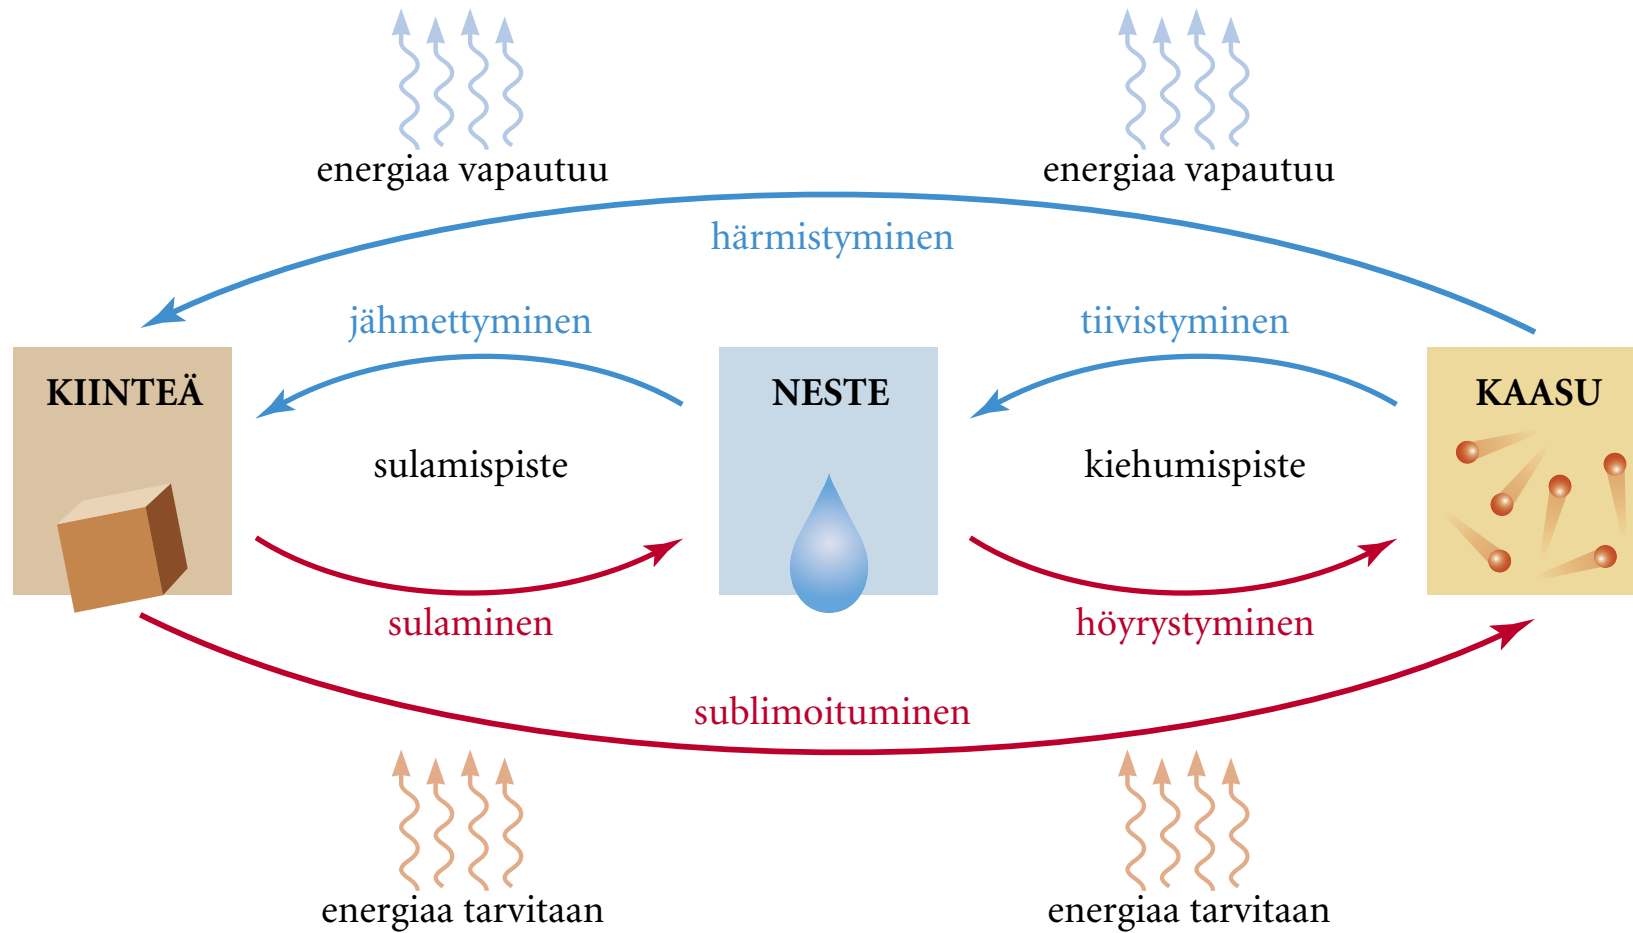 energiaa vapautuu
energiaa vapautuu
härmistyminen
jähmettyminen
tiivistyminen
KIINTEÄ
NESTE
KAASU
sulamispiste
kiehumispiste
sulaminen
höyrystyminen
sublimoituminen
energiaa tarvitaan
energiaa tarvitaan